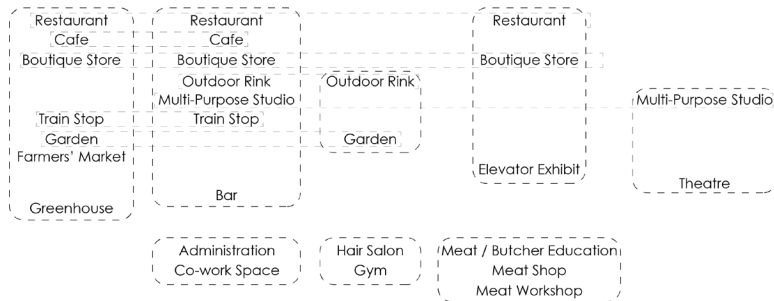 Restaurant Restaurant Restaurant
Cafe Cafe
Boutique Store Boutique Store Boutique Store
Outdoor Rink Outdoor Rink
Multi-Purpose Studio Multi-Purpose Studio
Train Stop Train Stop
Garden Garden
Farmers' Market
Elevator Exhibit
Theatre
Bar
Greenhouse
Administration Hair Salon Meat / Butcher Education
Co-work Space Gym Meat Shop
Meat Workshop